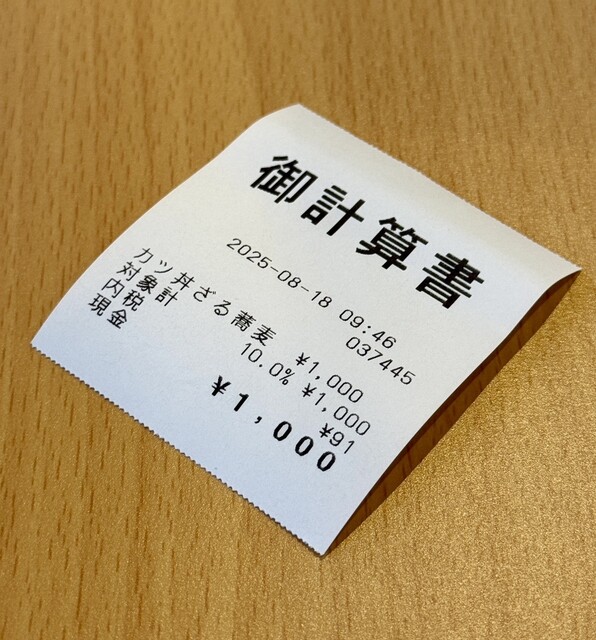 御計算書
2025-08-18 09:46
037445
カツ丼ざる蕎麦 ¥1,000
対象計 10.0% ¥1,000
内税 ¥91
現金 ¥1,000